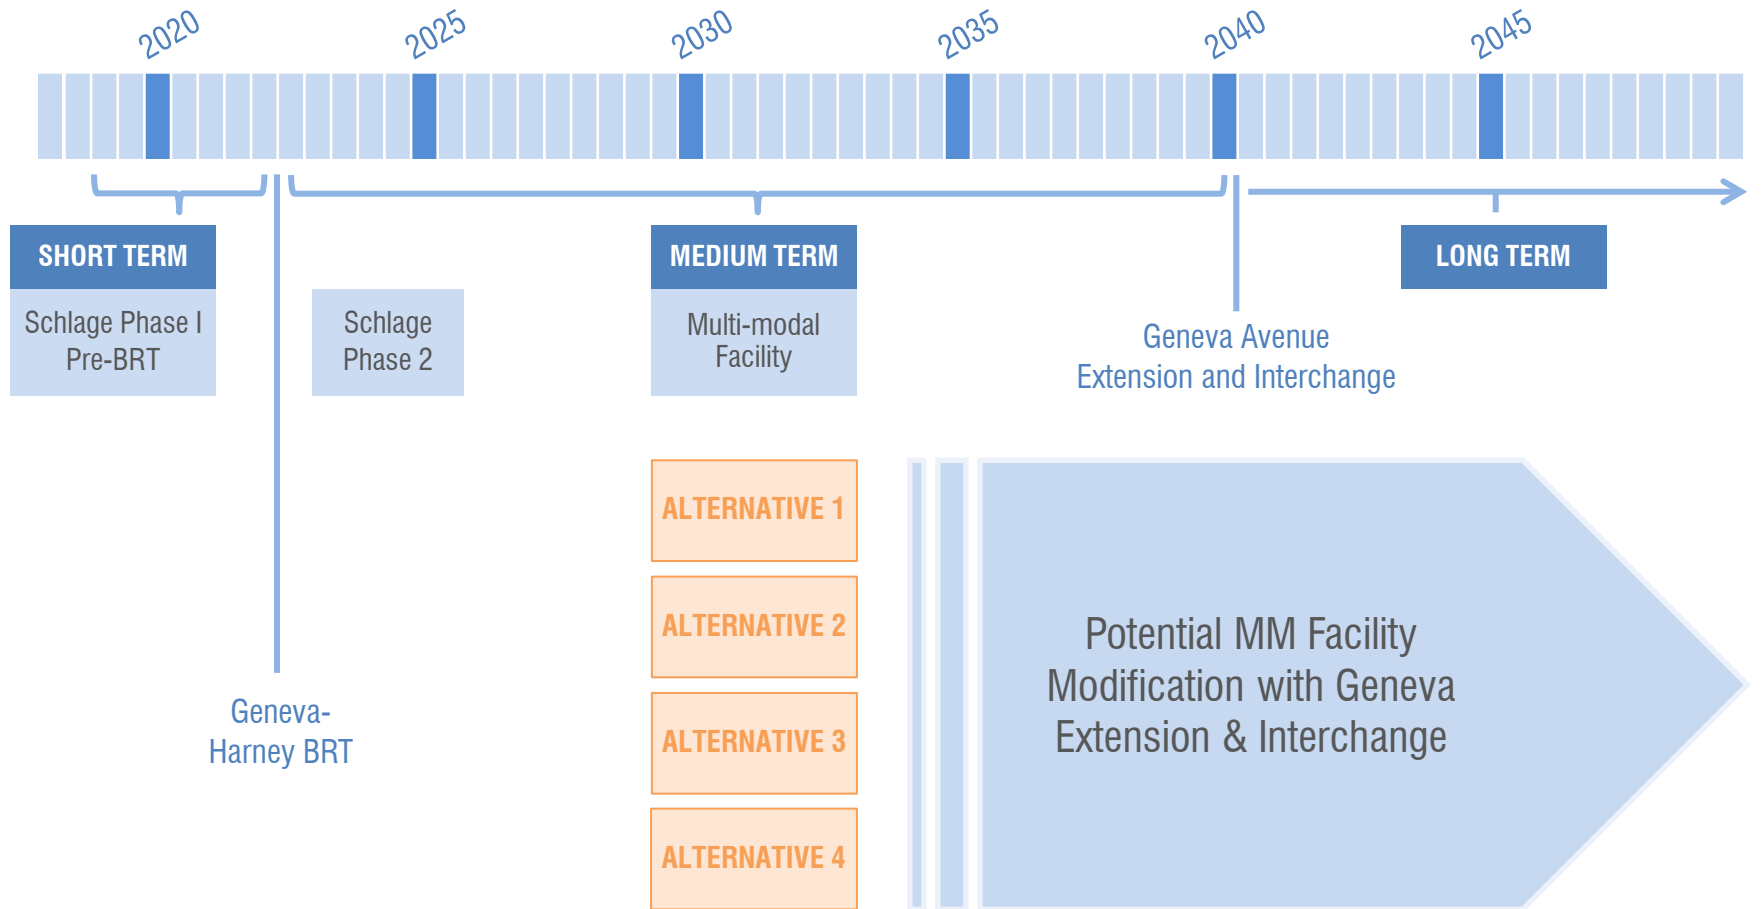 2020
2025
2030
2035
2040
2045
SHORT TERM
Schlage Phase I
Pre-BRT
Schlage
Phase 2
MEDIUM TERM
Multi-modal
Facility
LONG TERM
Geneva Avenue
Extension and Interchange
Geneva-
Harney BRT
ALTERNATIVE 1
ALTERNATIVE 2
ALTERNATIVE 3
ALTERNATIVE 4
Potential MM Facility
Modification with Geneva
Extension & Interchange